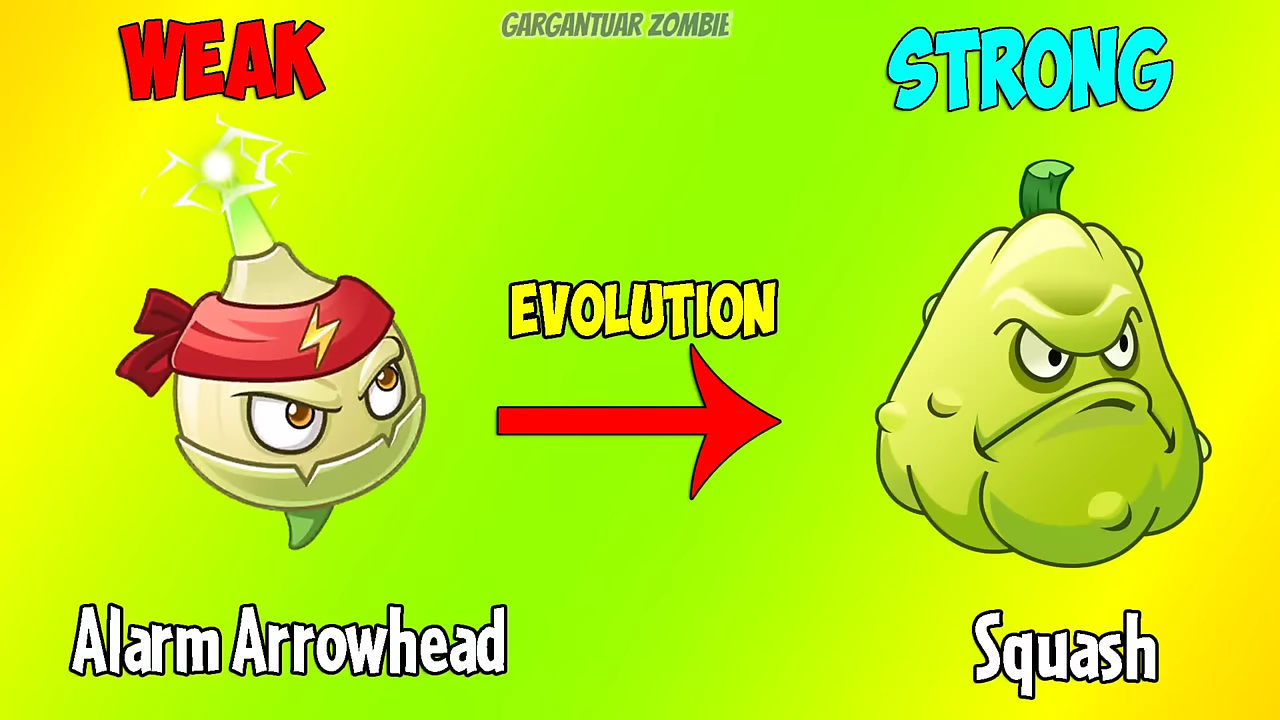 GARGANTUAR ZOMBIE
WEAK
STRONG
EVOLUTION
Alarm Arrowhead
Squash